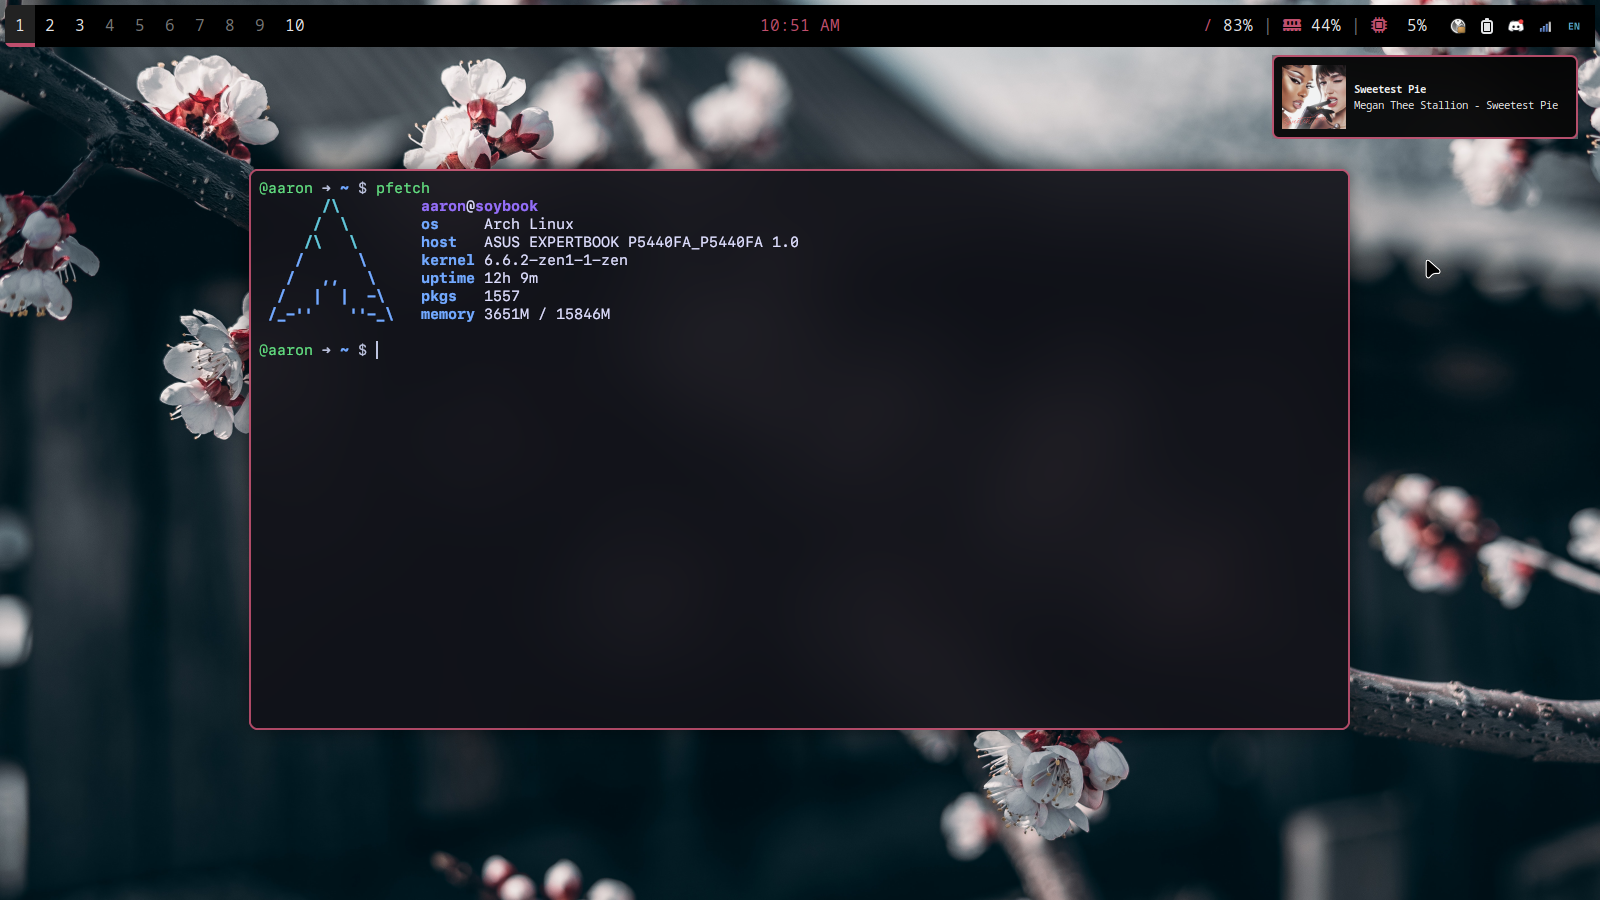 1 2 3 4 5 6 7 8 9 10 10:51 AM / 83% | 44% | 5% EN
Sweetest Pie
Megan Thee Stallion - Sweetest Pie
@aaron ➜ ~ $ pfetch
aaron@soybook
os Arch Linux
host ASUS EXPERTBOOK P5440FA_P5440FA 1.0
kernel 6.6.2-zen1-1-zen
uptime 12h 9m
pkgs 1557
memory 3651M / 15846M
@aaron ➜ ~ $